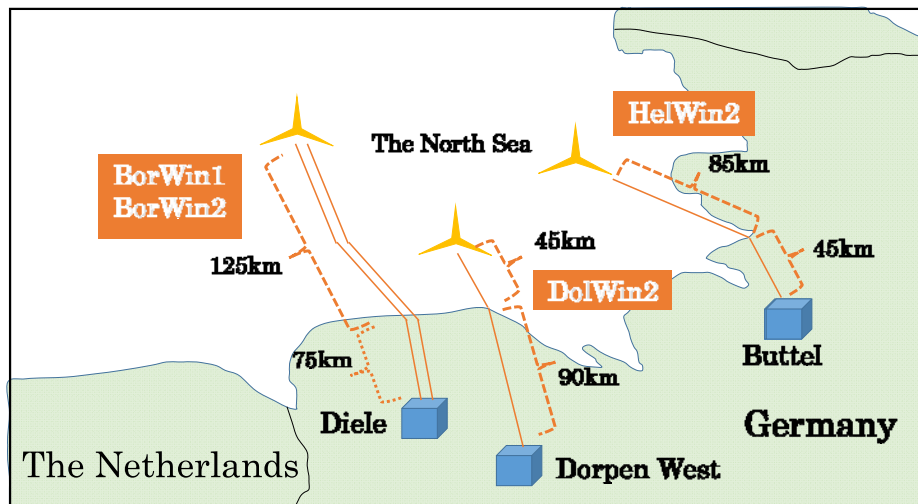 HelWin2
The North Sea
85km
BorWin1
BorWin2
45km
45km
125km
DolWin2
75km
Buttel
90km
Diele
Germany
The Netherlands
Dorpen West